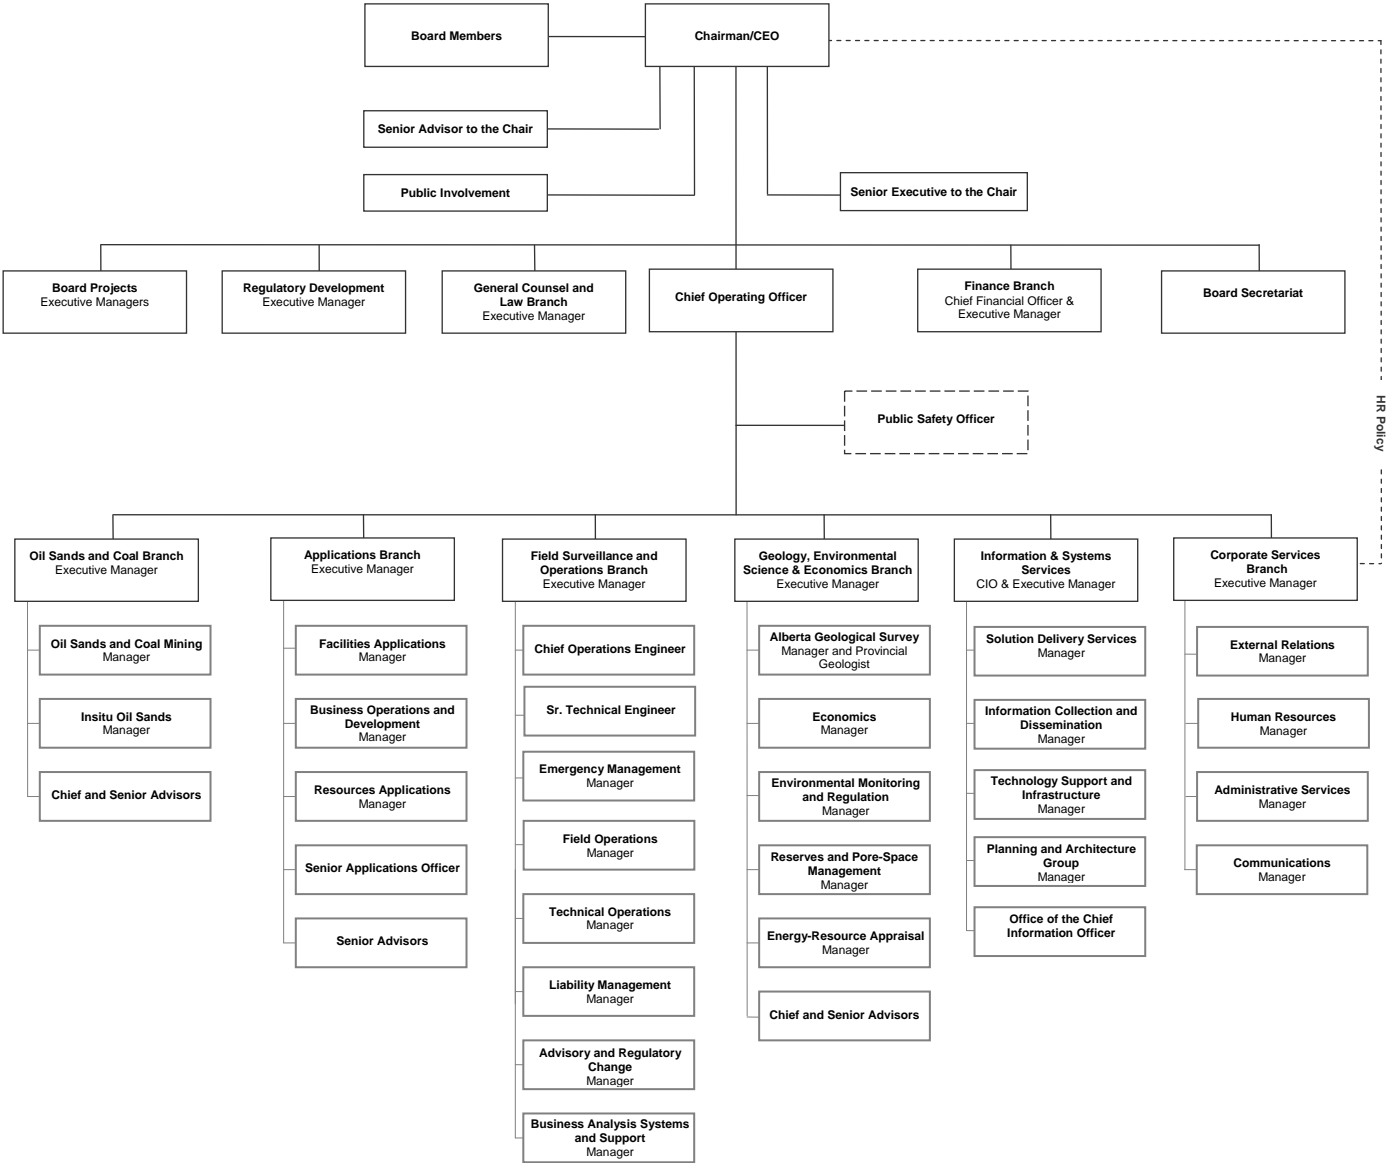 Board Members
Chairman/CEO
Senior Advisor to the Chair
Public Involvement
Senior Executive to the Chair
Board Projects
Executive Managers
Regulatory Development
Executive Manager
General Counsel and
Law Branch
Executive Manager
Chief Operating Officer
Finance Branch
Chief Financial Officer &
Executive Manager
Board Secretariat
HR Policy
Public Safety Officer
Oil Sands and Coal Branch
Executive Manager
Oil Sands and Coal Mining
Manager
Insitu Oil Sands
Manager
Chief and Senior Advisors
Applications Branch
Executive Manager
Facilities Applications
Manager
Business Operations and
Development
Manager
Resources Applications
Manager
Senior Applications Officer
Senior Advisors
Field Surveillance and
Operations Branch
Executive Manager
Chief Operations Engineer
Sr. Technical Engineer
Emergency Management
Manager
Field Operations
Manager
Technical Operations
Manager
Liability Management
Manager
Advisory and Regulatory
Change
Manager
Business Analysis Systems
and Support
Manager
Geology, Environmental
Science & Economics Branch
Executive Manager
Alberta Geological Survey
Manager and Provincial
Geologist
Economics
Manager
Environmental Monitoring
and Regulation
Manager
Reserves and Pore-Space
Management
Manager
Energy-Resource Appraisal
Manager
Chief and Senior Advisors
Information & Systems
Services
CIO & Executive Manager
Solution Delivery Services
Manager
Information Collection and
Dissemination
Manager
Technology Support and
Infrastructure
Manager
Planning and Architecture
Group
Manager
Office of the Chief
Information Officer
Corporate Services
Branch
Executive Manager
External Relations
Manager
Human Resources
Manager
Administrative Services
Manager
Communications
Manager